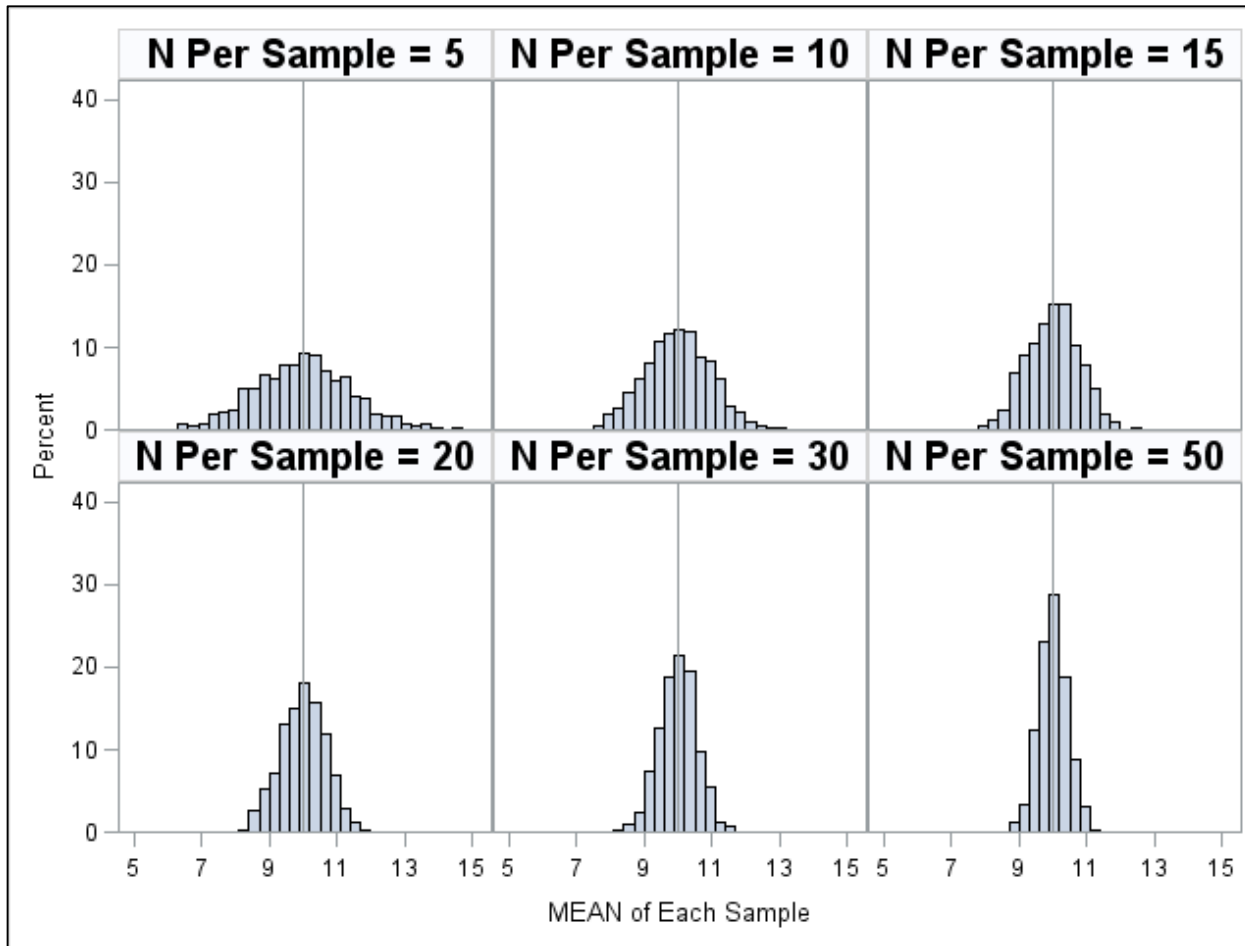 N Per Sample = 5
N Per Sample = 10
N Per Sample = 15
40
30
20
10
0
Percent
N Per Sample = 20
N Per Sample = 30
N Per Sample = 50
40
30
20
10
0
5 7 9 11 13 15
5 7 9 11 13 15
5 7 9 11 13 15
MEAN of Each Sample